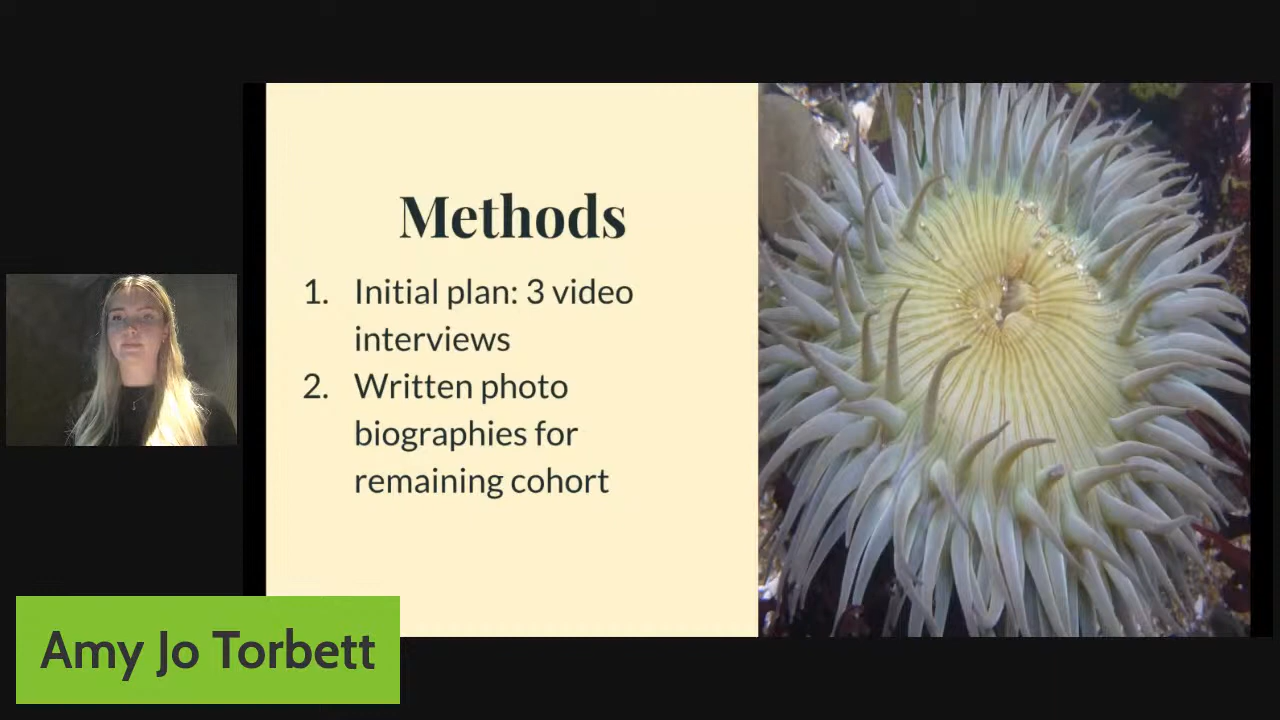 Methods
1. Initial plan: 3 video
interviews
2. Written photo
biographies for
remaining cohort
Amy Jo Torbett